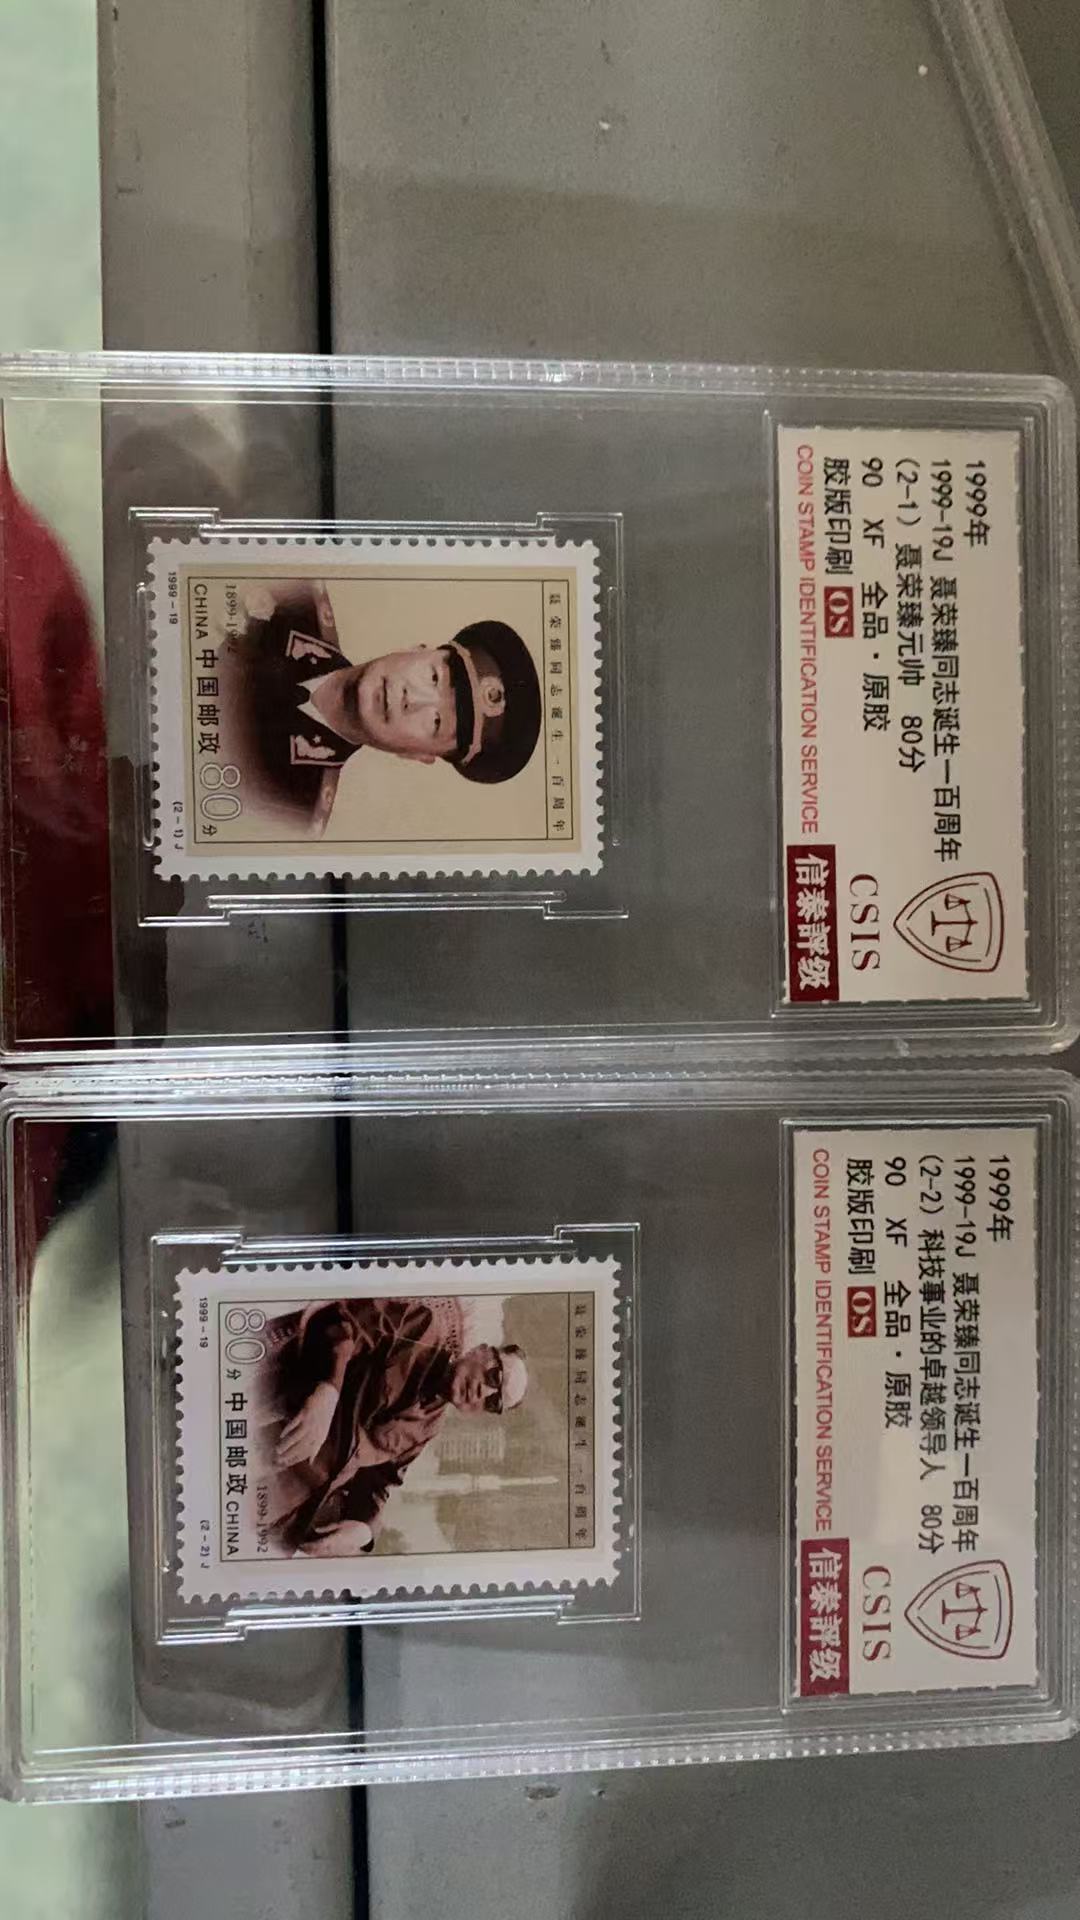 1999年
1999-19J 聂荣臻同志诞生一百周年
(2-1) 聂荣臻元帅 80分
90 XF 全品·原胶
胶版印刷 OS
COIN STAMP IDENTIFICATION SERVICE
CSIS
信泰評级
聂荣臻同志诞生一百周年
1899-1992
CHINA 中国邮政 80分
1999-19
(2-1) J
1999年
1999-19J 聂荣臻同志诞生一百周年
(2-2) 科技事业的卓越领导人 80分
90 XF 全品·原胶
胶版印刷 OS
COIN STAMP IDENTIFICATION SERVICE
CSIS
信泰評级
聂荣臻同志诞生一百周年
1899-1992
80分 中国邮政 CHINA
1999-19
(2-2) J